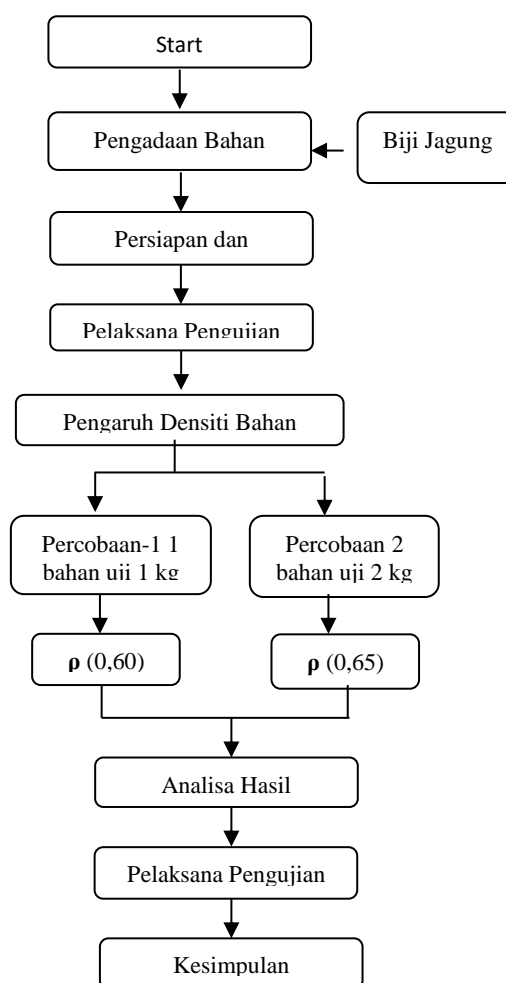 Start
Pengadaan Bahan
Biji Jagung
Persiapan dan
Pelaksana Pengujian
Pengaruh Densiti Bahan
Percobaan-1 1
bahan uji 1 kg
Percobaan 2
bahan uji 2 kg
ρ (0,60)
ρ (0,65)
Analisa Hasil
Pelaksana Pengujian
Kesimpulan